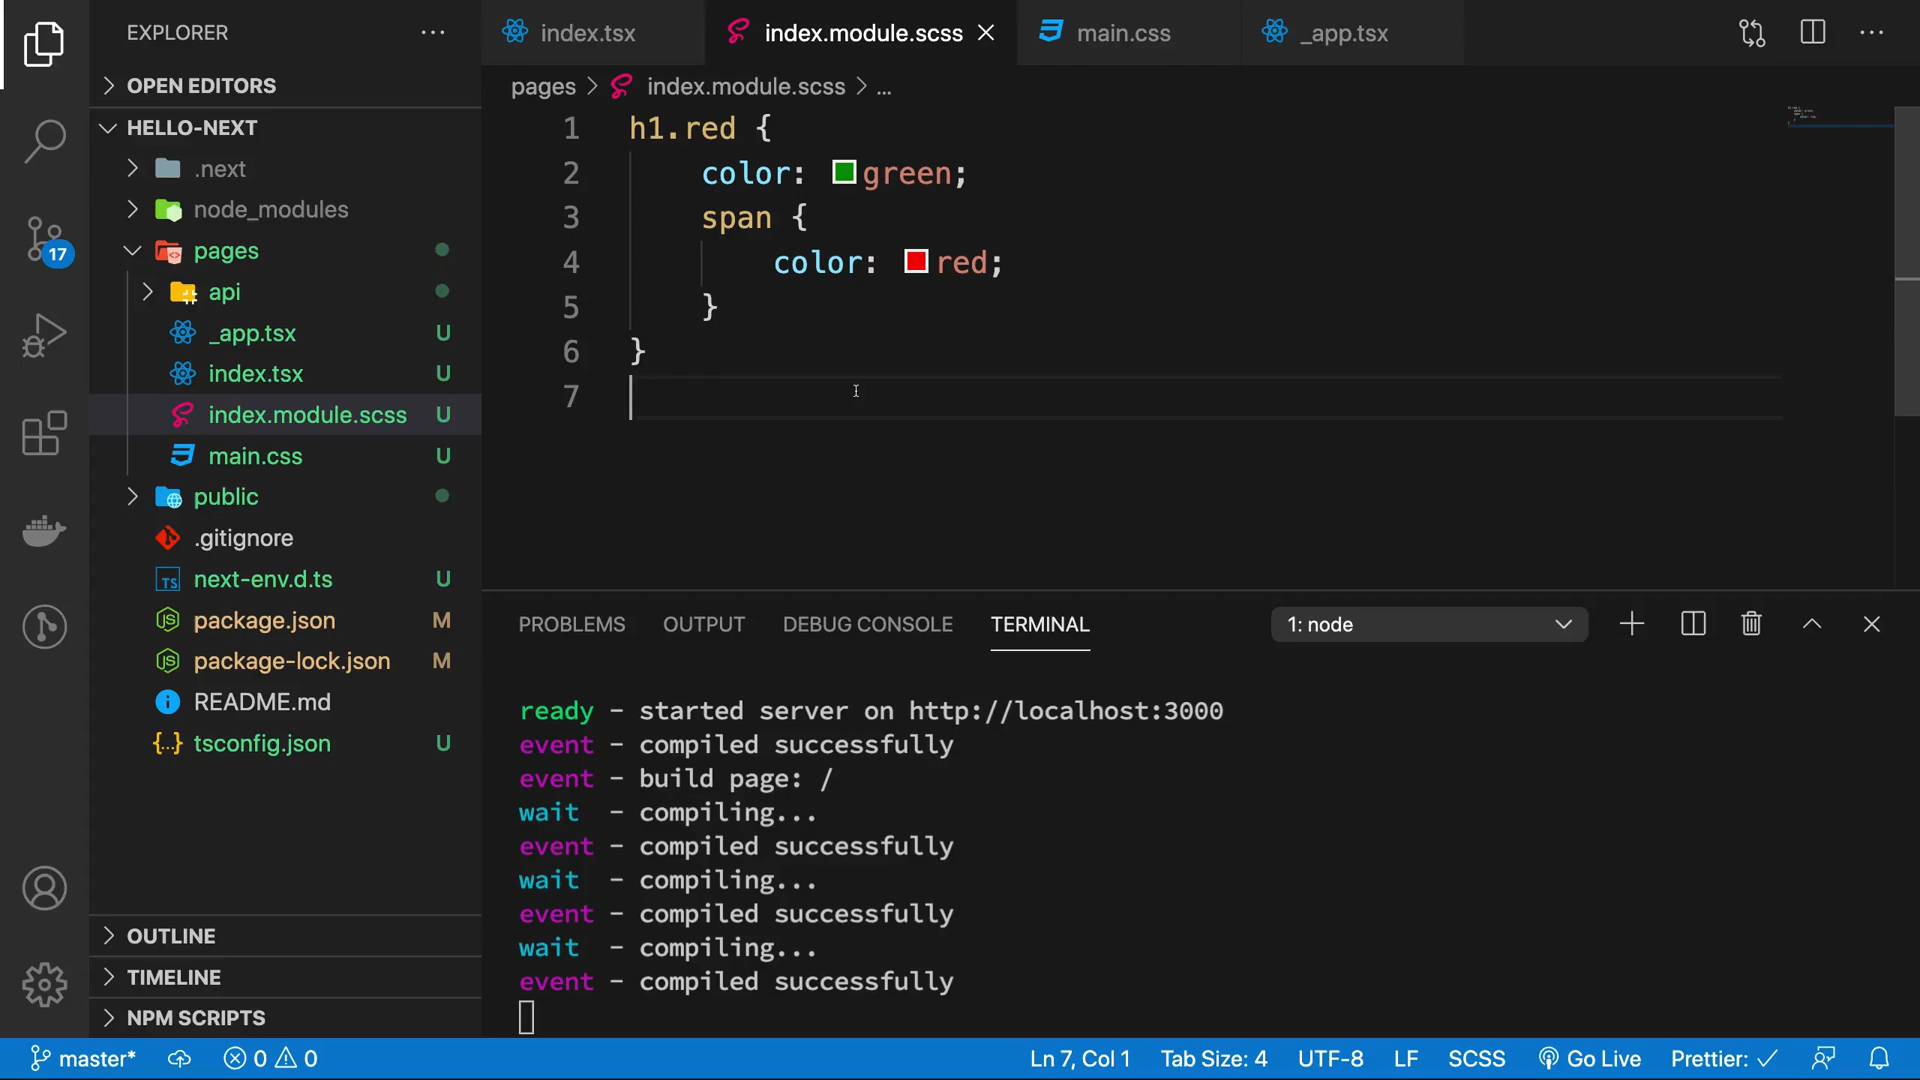 EXPLORER
OPEN EDITORS
HELLO-NEXT
.next
node_modules
pages
api
_app.tsx U
index.tsx U
index.module.scss U
main.css U
public
.gitignore
next-env.d.ts U
package.json M
package-lock.json M
README.md
tsconfig.json U
OUTLINE
TIMELINE
NPM SCRIPTS
17
index.tsx
index.module.scss
main.css
_app.tsx
pages > index.module.scss > ...
1 h1.red {
2 color: green;
3 span {
4 color: red;
5 }
6 }
7
PROBLEMS OUTPUT DEBUG CONSOLE TERMINAL 1: node
ready - started server on http://localhost:3000
event - compiled successfully
event - build page: /
wait - compiling...
event - compiled successfully
wait - compiling...
event - compiled successfully
wait - compiling...
event - compiled successfully
master* 0 0 Ln 7, Col 1 Tab Size: 4 UTF-8 LF SCSS Go Live Prettier: ✓